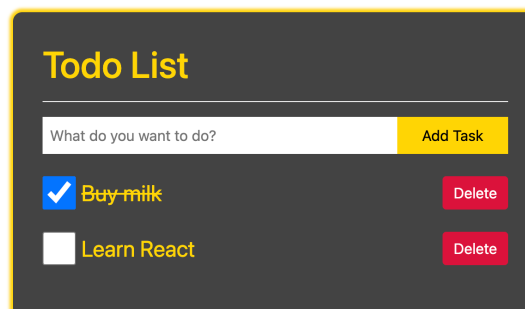 Todo List
What do you want to do? Add Task
Buy milk Delete
Learn React Delete